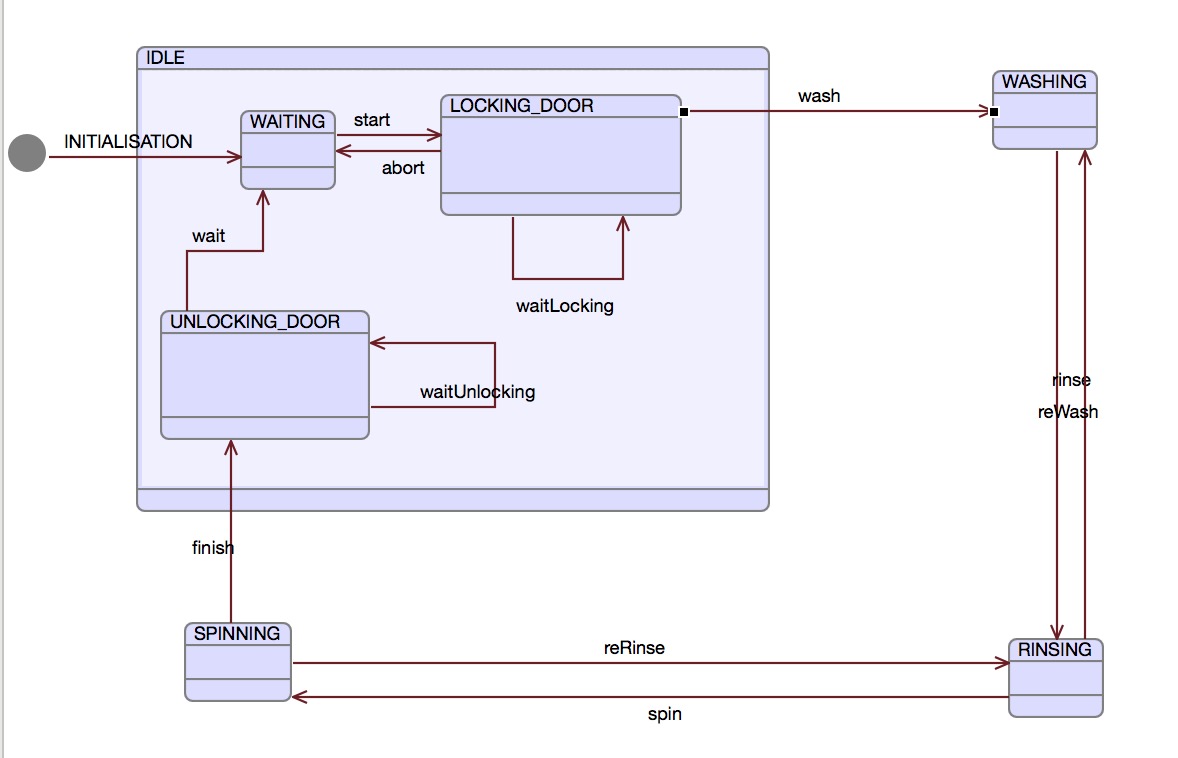 IDLE
WASHING
wash
LOCKING_DOOR
WAITING
start
INITIALISATION
abort
wait
waitLocking
UNLOCKING_DOOR
waitUnlocking
rinse
reWash
finish
SPINNING
reRinse
RINSING
spin